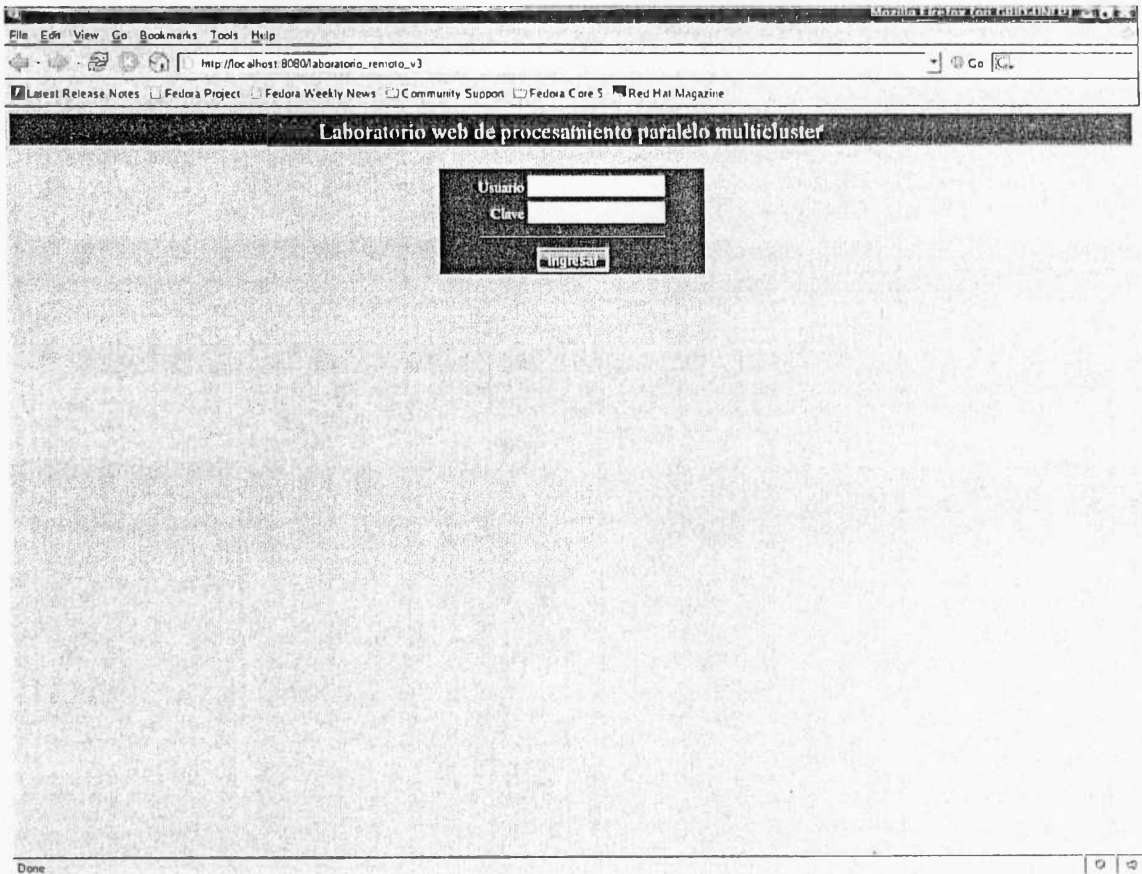 Mozilla Firefox
File Edit View Go Bookmarks Tools Help
http://localhost:8080/laboratorio_remoto_v3 Go
Latest Release Notes Fedora Project Fedora Weekly News Community Support Fedora Core 5 Red Hat Magazine
Laboratorio web de procesamiento paralelo multicluster
Usuario
Clave
Ingresar
Done